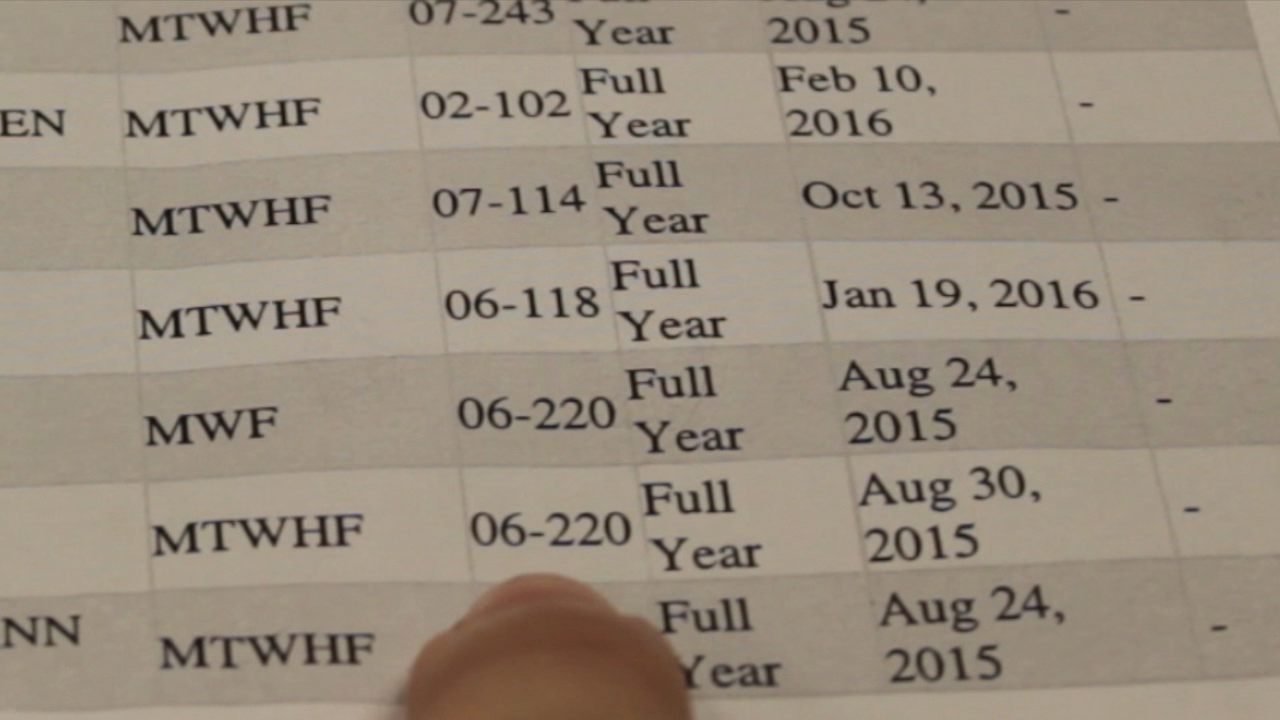 MTWHF 07-243 Full Year 2015 -
EN MTWHF 02-102 Full Year Feb 10, 2016 -
MTWHF 07-114 Full Year Oct 13, 2015 -
MTWHF 06-118 Full Year Jan 19, 2016 -
MWF 06-220 Full Year Aug 24, 2015 -
MTWHF 06-220 Full Year Aug 30, 2015 -
NN MTWHF Full Year Aug 24, 2015 -